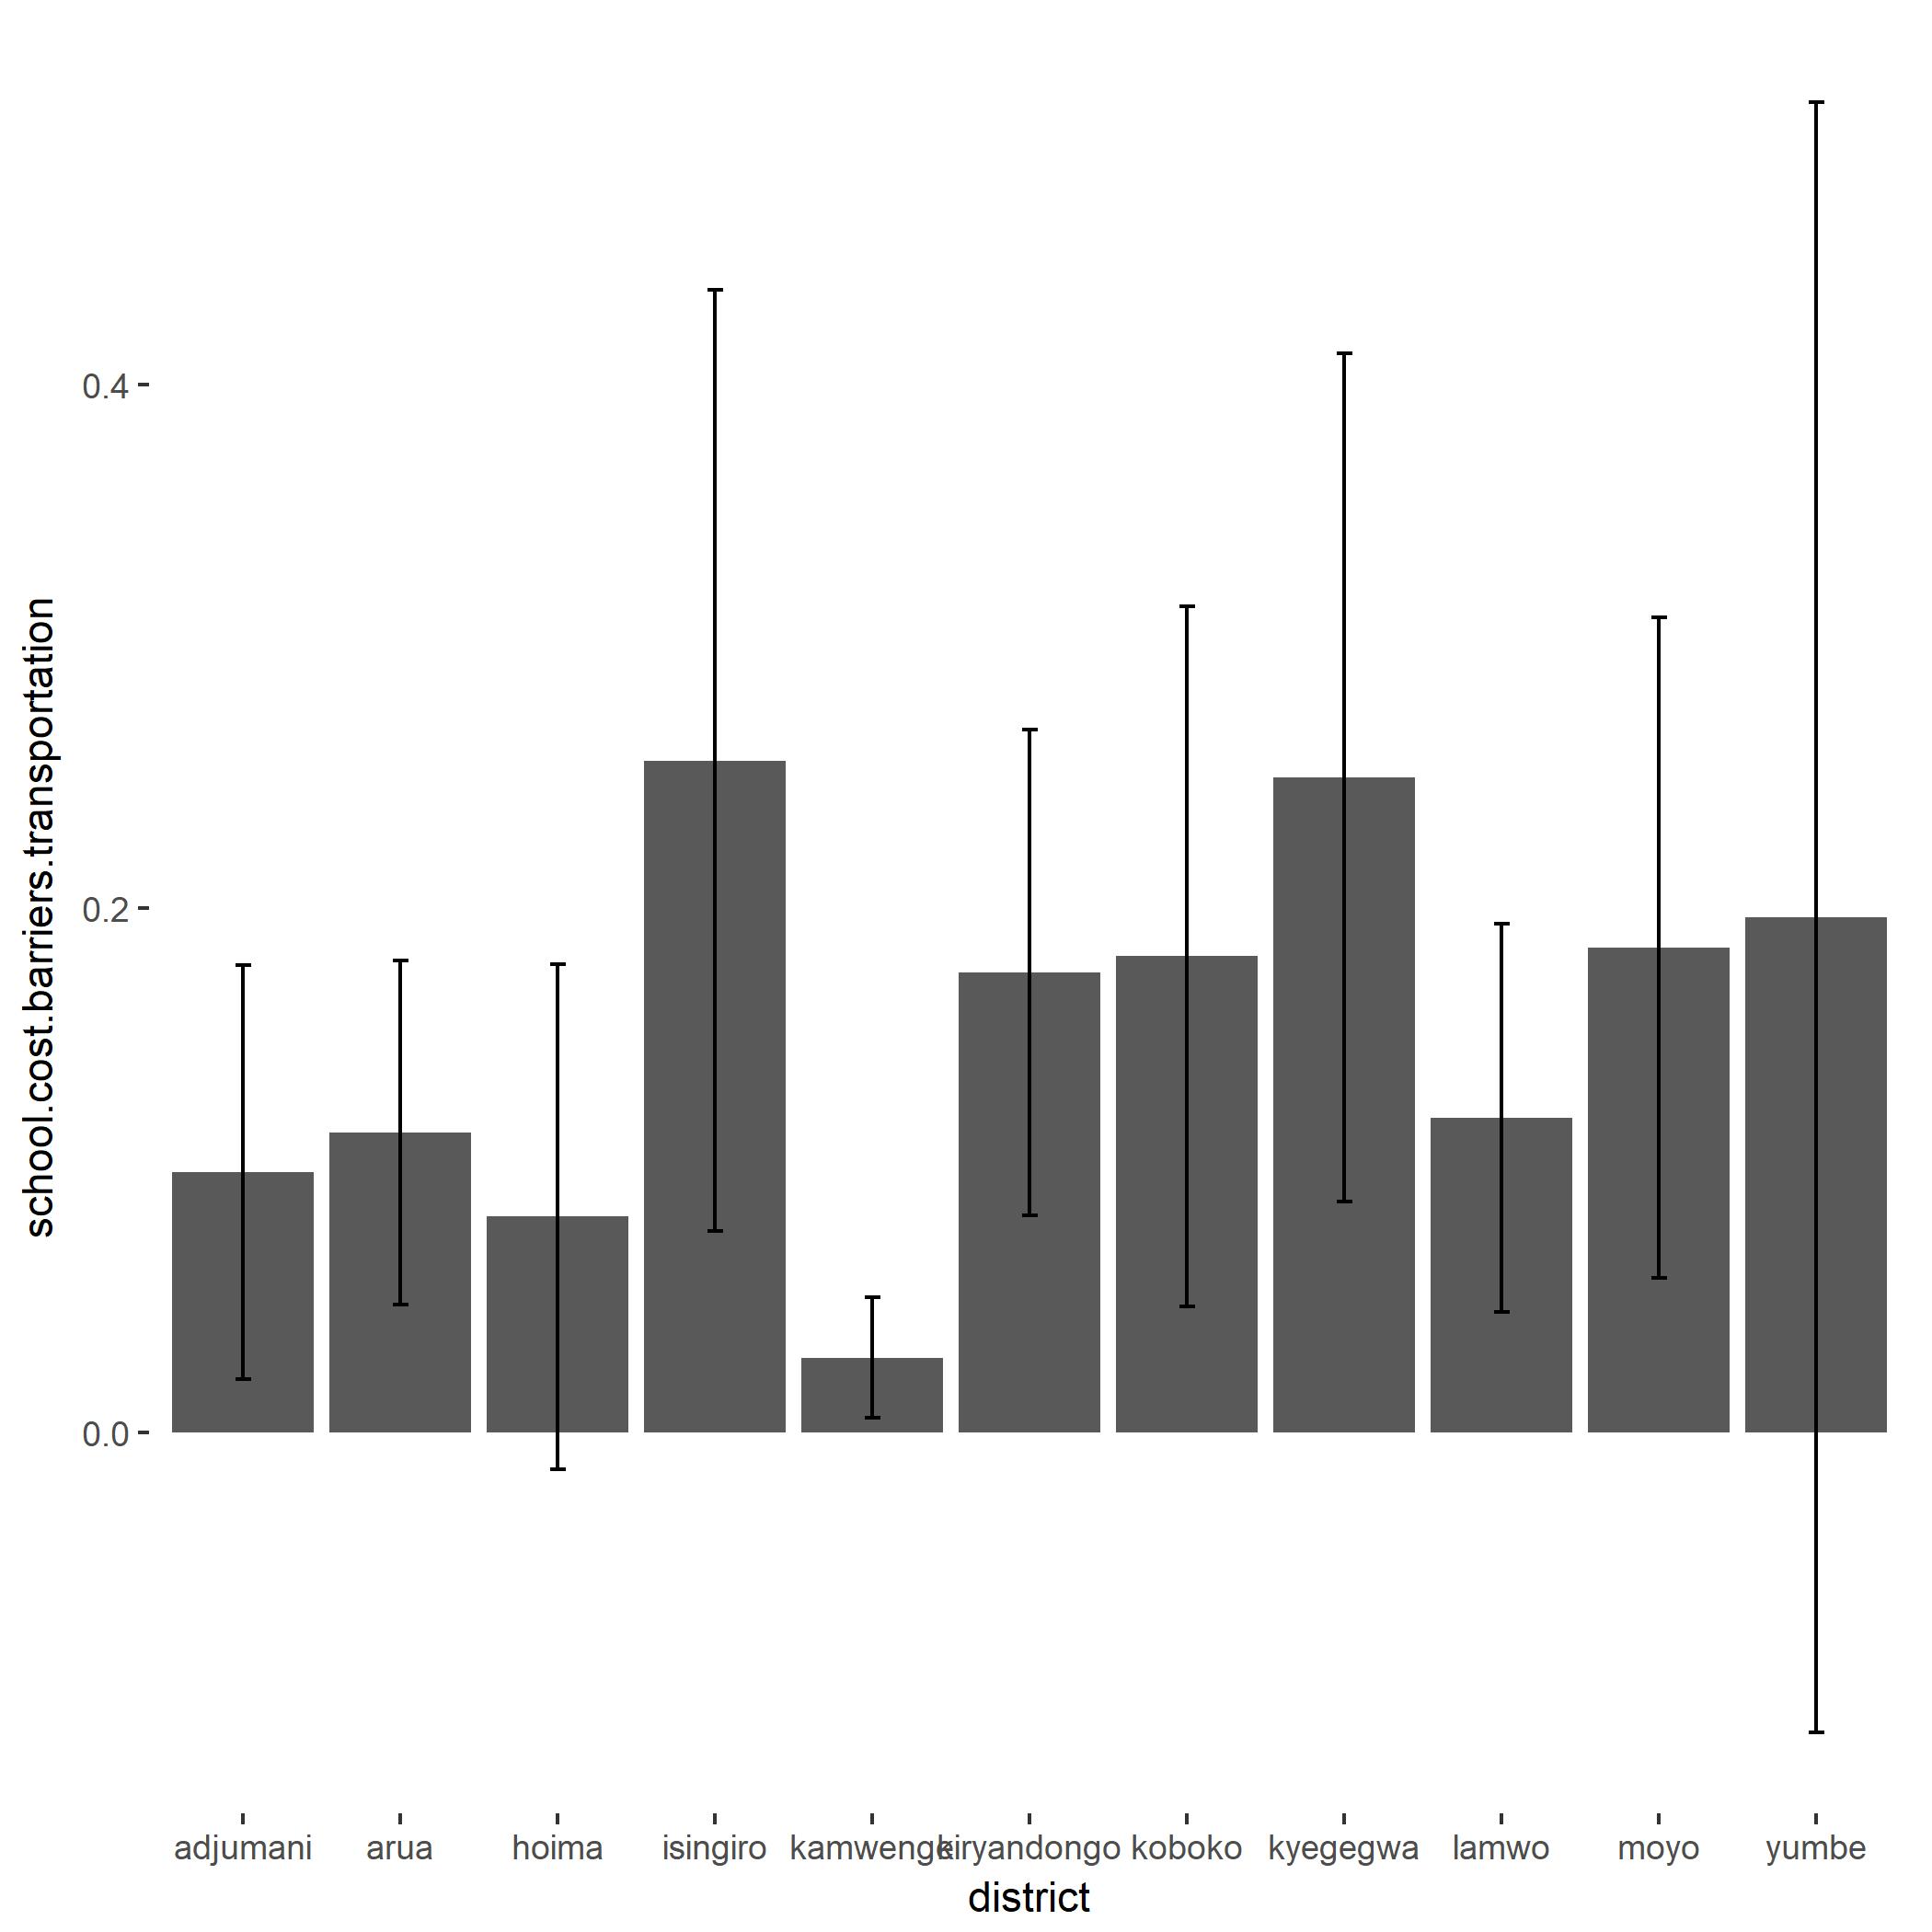 school.cost.barriers.transportation
0.4
0.2
0.0
adjumani arua hoima isingiro kamwenge kiryandongo koboko kyegegwa lamwo moyo yumbe
district